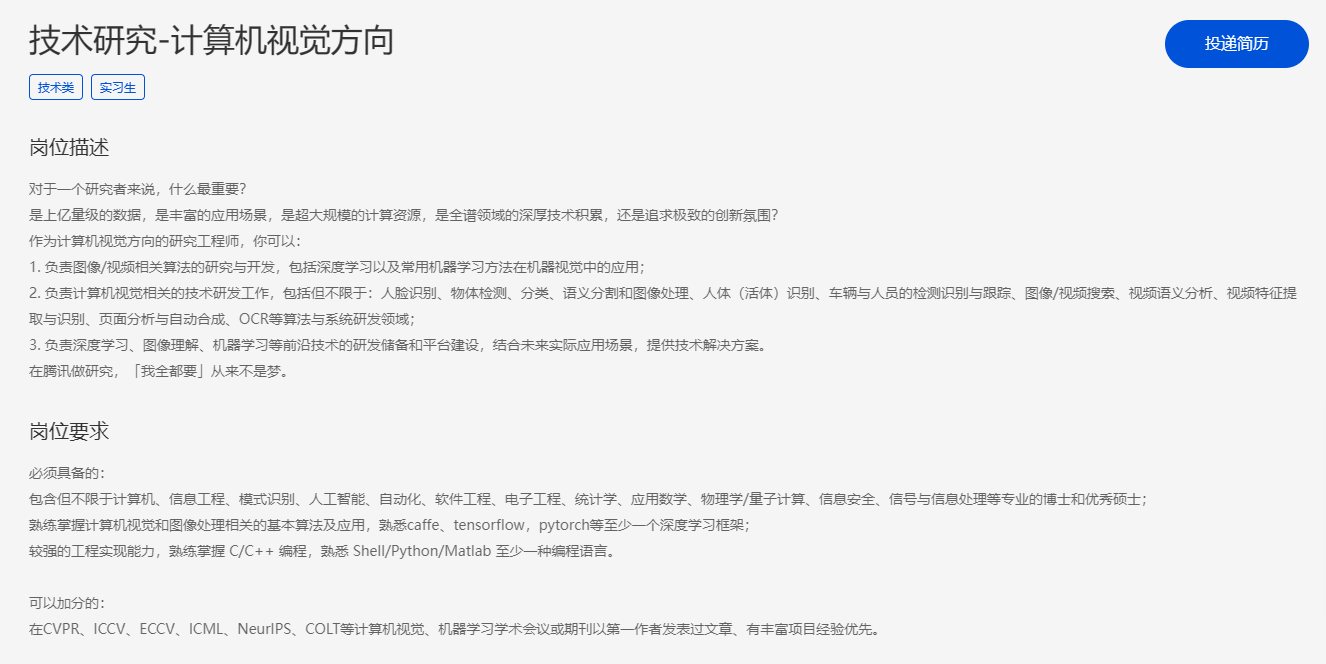 技术研究-计算机视觉方向
投递简历
技术类
实习生
岗位描述
对于一个研究者来说，什么最重要？
是上亿量级的数据，是丰富的应用场景，是超大规模的计算资源，是全谱领域的深厚技术积累，还是追求极致的创新氛围？
作为计算机视觉方向的研究工程师，你可以：
1. 负责图像/视频相关算法的研究与开发，包括深度学习以及常用机器学习方法在机器视觉中的应用；
2. 负责计算机视觉相关的技术研发工作，包括但不限于：人脸识别、物体检测、分类、语义分割和图像处理、人体（活体）识别、车辆与人员的检测识别与跟踪、图像/视频搜索、视频语义分析、视频特征提
取与识别、页面分析与自动合成、OCR等算法与系统研发领域；
3. 负责深度学习、图像理解、机器学习等前沿技术的研发储备和平台建设，结合未来实际应用场景，提供技术解决方案。
在腾讯做研究，「我全都要」从来不是梦。
岗位要求
必须具备的：
包含但不限于计算机、信息工程、模式识别、人工智能、自动化、软件工程、电子工程、统计学、应用数学、物理学/量子计算、信息安全、信号与信息处理等专业的博士和优秀硕士；
熟练掌握计算机视觉和图像处理相关的基本算法及应用，熟悉caffe、tensorflow，pytorch等至少一个深度学习框架；
较强的工程实现能力，熟练掌握 C/C++ 编程，熟悉 Shell/Python/Matlab 至少一种编程语言。
可以加分的：
在CVPR、ICCV、ECCV、ICML、NeurIPS、COLT等计算机视觉、机器学习学术会议或期刊以第一作者发表过文章、有丰富项目经验优先。